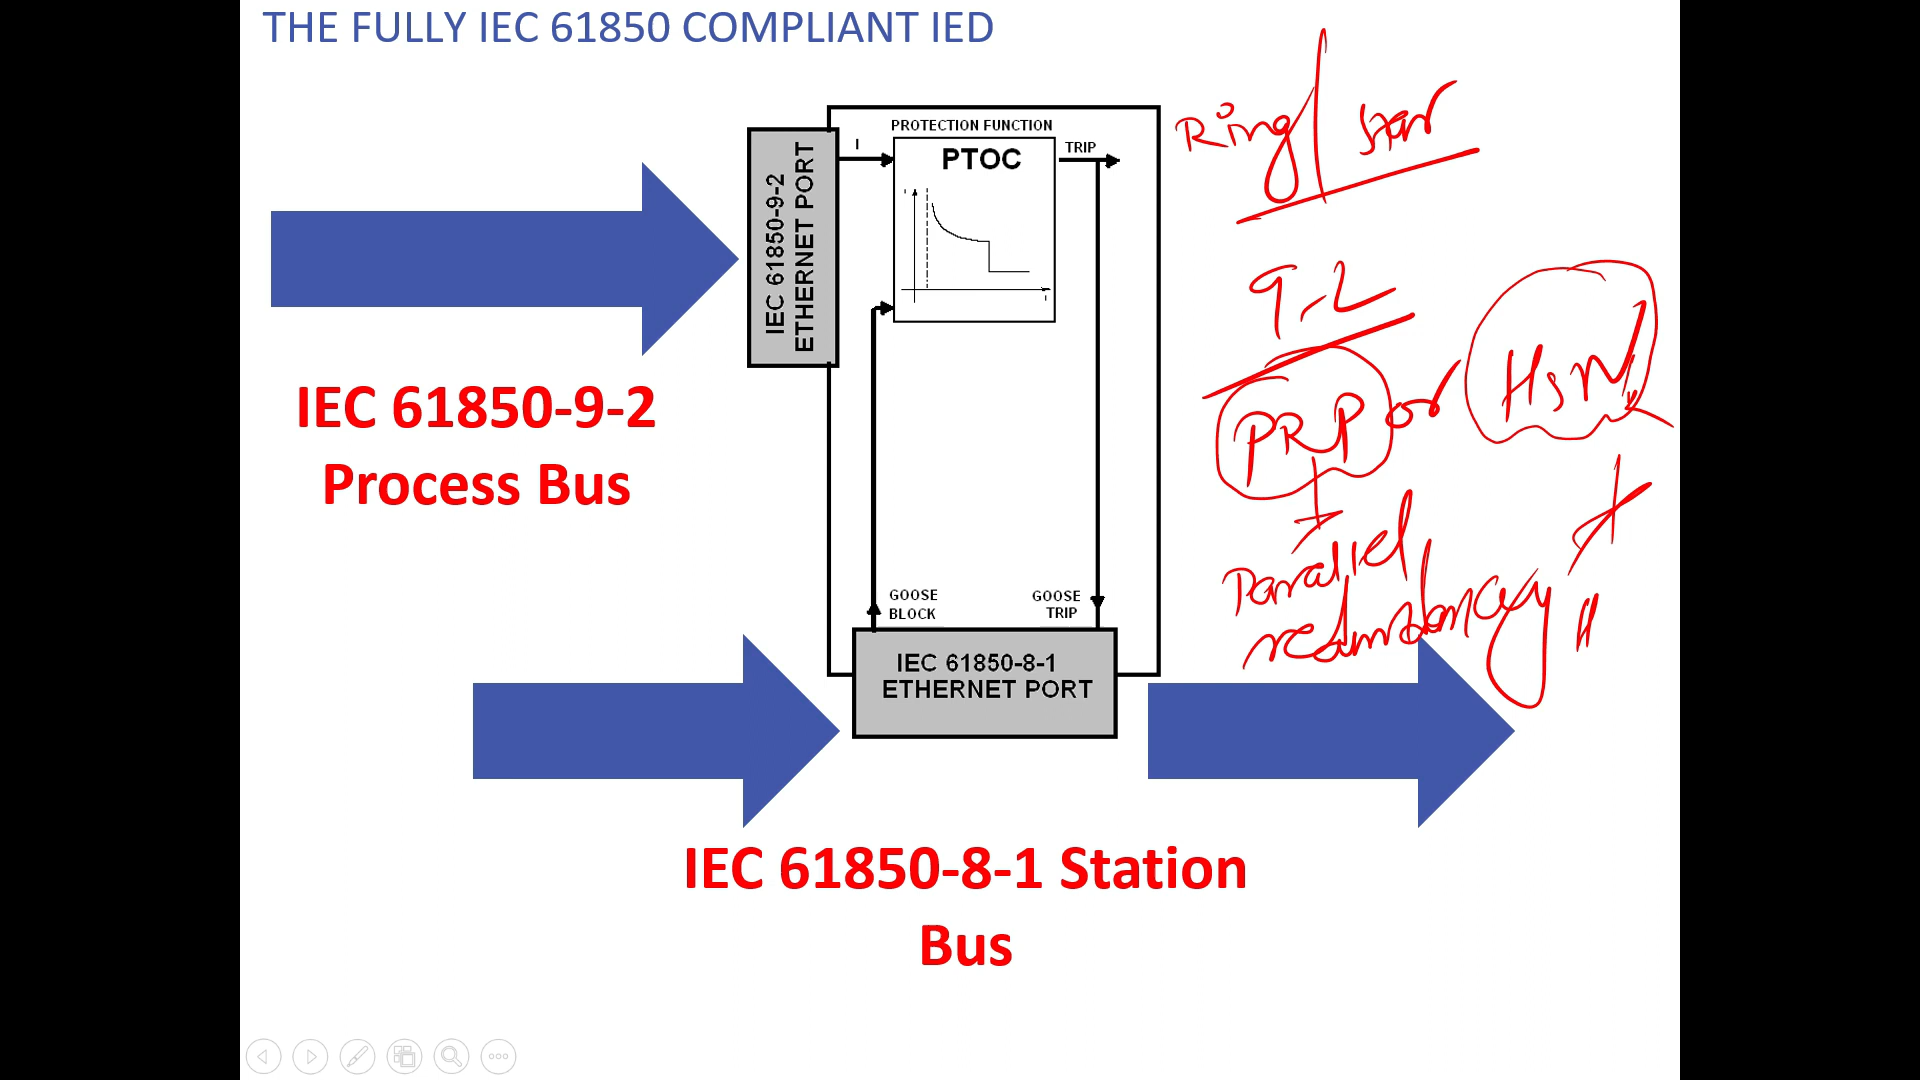 THE FULLY IEC 61850 COMPLIANT IED
PROTECTION FUNCTION
PTOC
I
TRIP
IEC 61850-9-2
ETHERNET PORT
IEC 61850-9-2
Process Bus
GOOSE
BLOCK
GOOSE
TRIP
IEC 61850-8-1
ETHERNET PORT
IEC 61850-8-1 Station
Bus
Ring/star
9-2
PRP or HSR
Parallel
redundancy